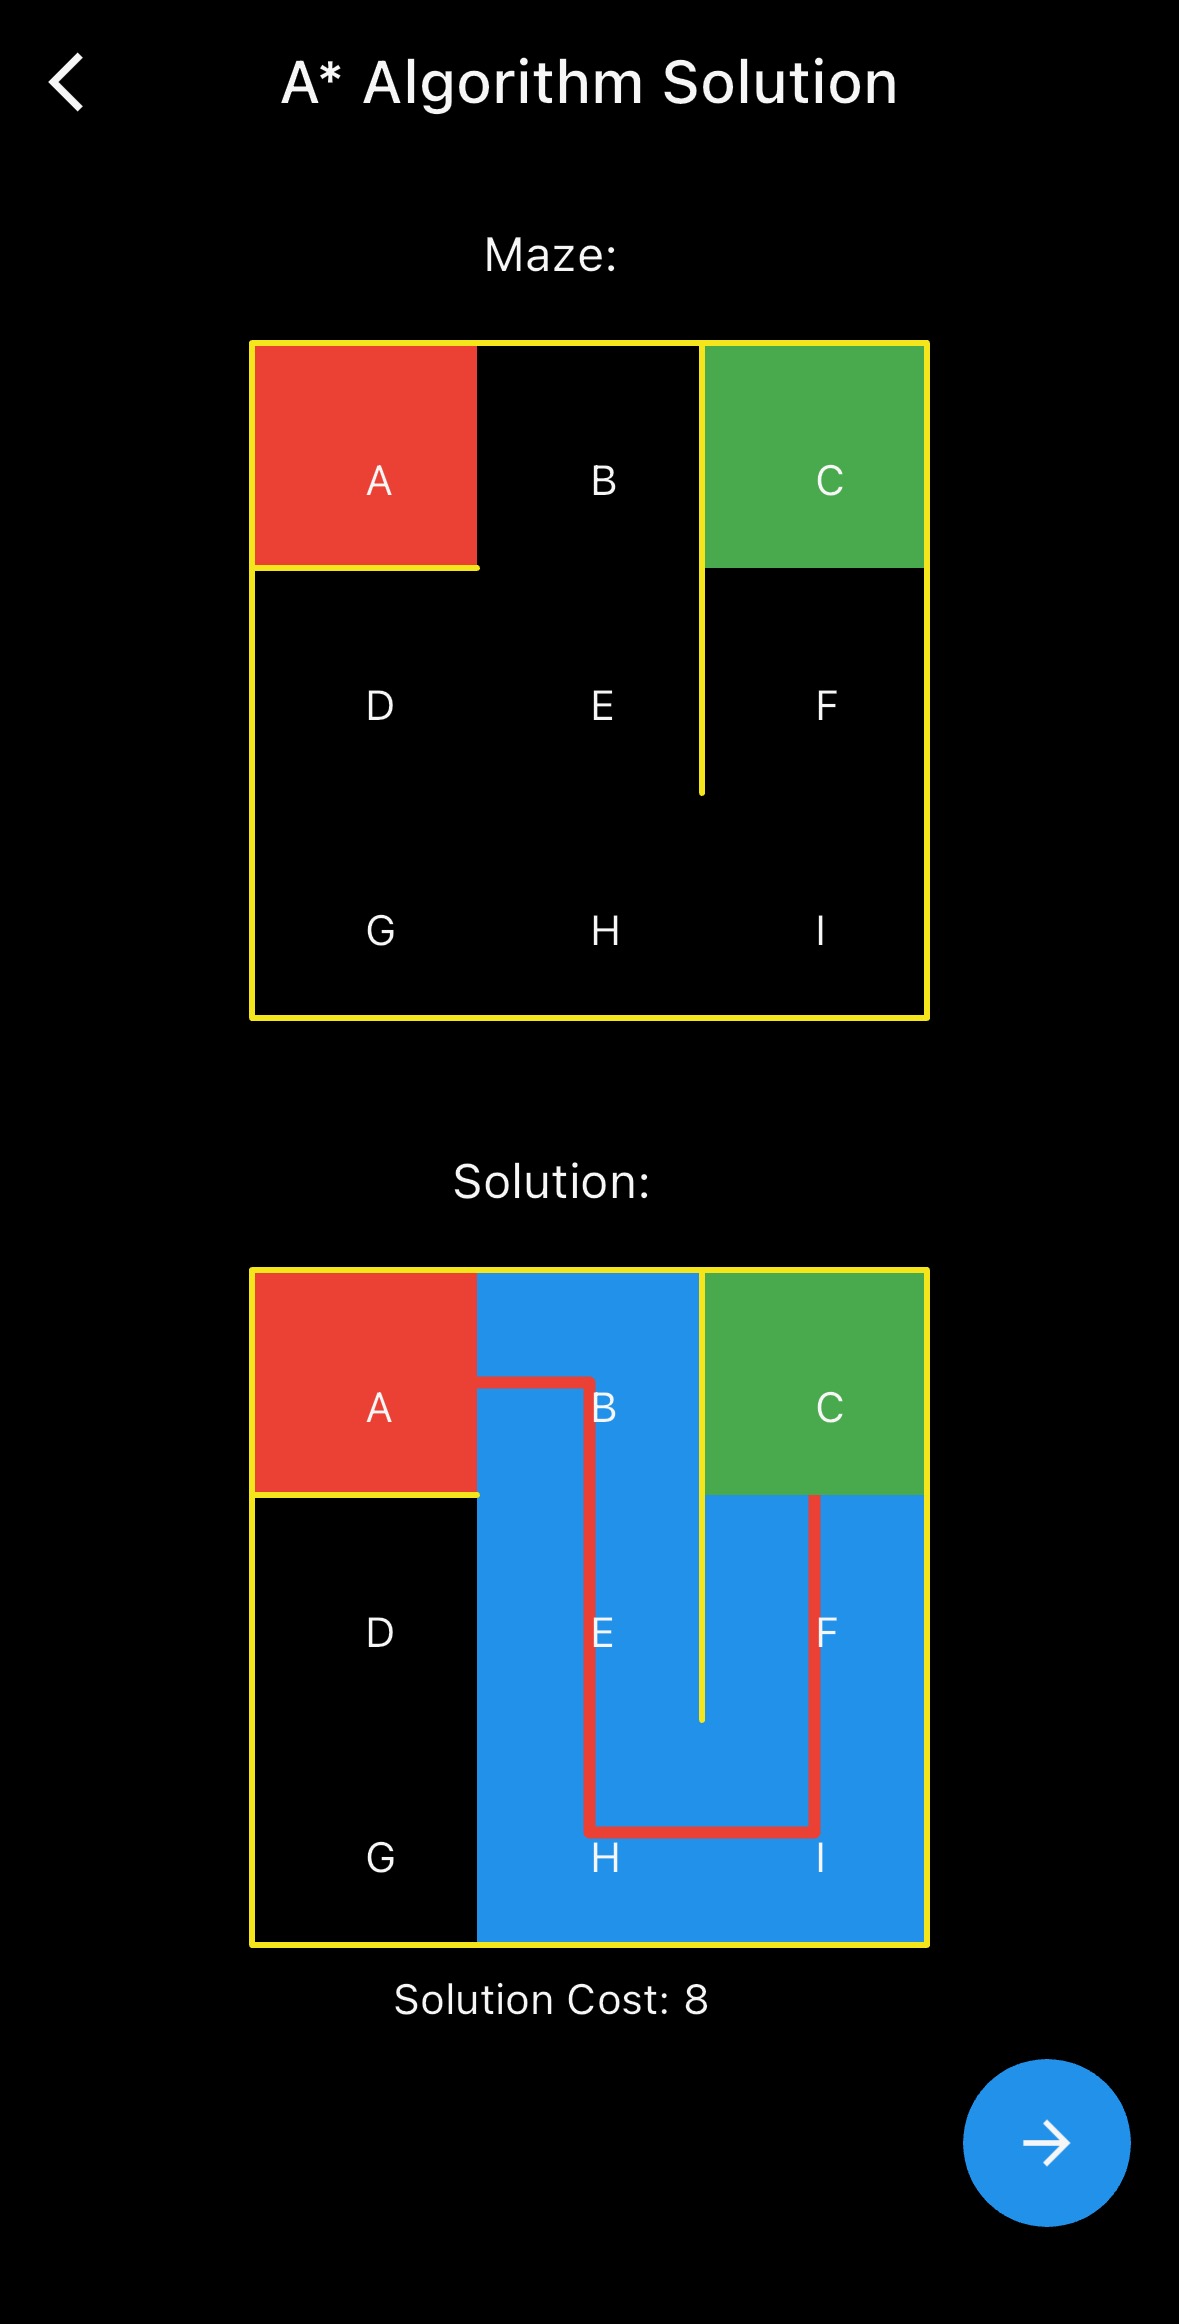 A* Algorithm Solution
Maze:
A B C
D E F
G H I
Solution:
A B C
D E F
G H I
Solution Cost: 8